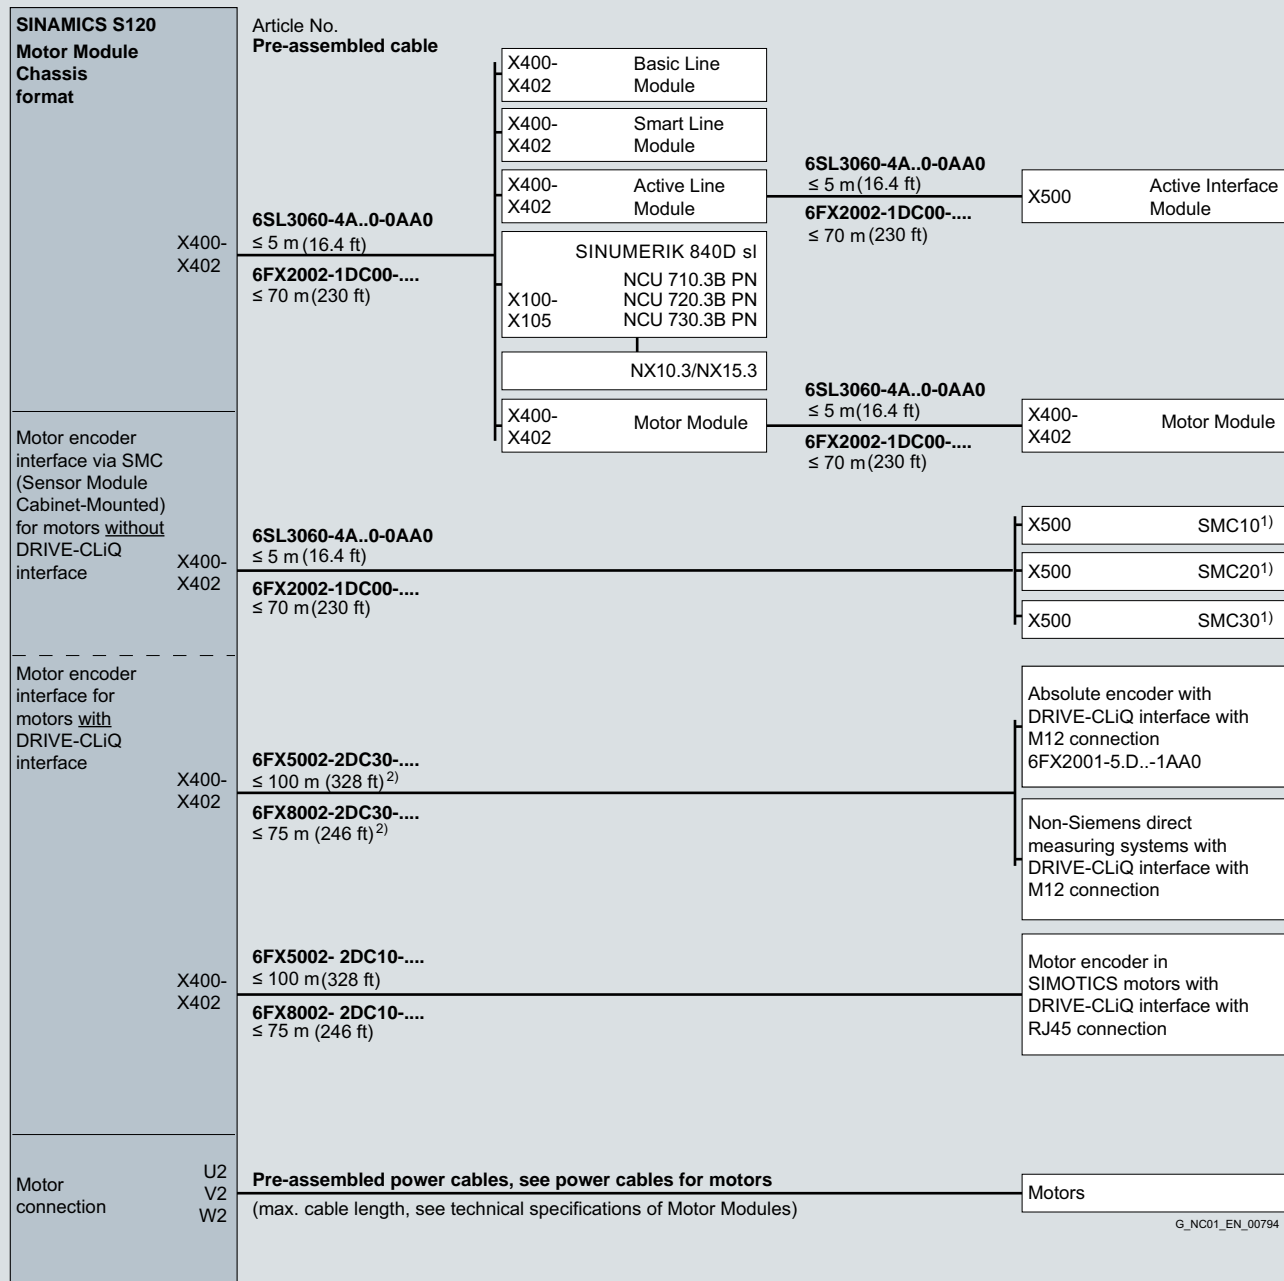 SINAMICS S120
Motor Module
Chassis
format
Article No.
Pre-assembled cable
X400-
X402
6SL3060-4A..0-0AA0
≤ 5 m (16.4 ft)
6FX2002-1DC00-....
≤ 70 m (230 ft)
X400-
X402
Basic Line
Module
X400-
X402
Smart Line
Module
X400-
X402
Active Line
Module
6SL3060-4A..0-0AA0
≤ 5 m (16.4 ft)
6FX2002-1DC00-....
≤ 70 m (230 ft)
X500
Active Interface
Module
SINUMERIK 840D sl
NCU 710.3B PN
NCU 720.3B PN
NCU 730.3B PN
X100-
X105
NX10.3/NX15.3
X400-
X402
Motor Module
6SL3060-4A..0-0AA0
≤ 5 m (16.4 ft)
6FX2002-1DC00-....
≤ 70 m (230 ft)
X400-
X402
Motor Module
Motor encoder
interface via SMC
(Sensor Module
Cabinet-Mounted)
for motors without
DRIVE-CLiQ
interface
X400-
X402
6SL3060-4A..0-0AA0
≤ 5 m (16.4 ft)
6FX2002-1DC00-....
≤ 70 m (230 ft)
X500 SMC10 1)
X500 SMC20 1)
X500 SMC30 1)
Motor encoder
interface for
motors with
DRIVE-CLiQ
interface
X400-
X402
6FX5002-2DC30-....
≤ 100 m (328 ft) 2)
6FX8002-2DC30-....
≤ 75 m (246 ft) 2)
Absolute encoder with
DRIVE-CLiQ interface with
M12 connection
6FX2001-5.D..-1AA0
Non-Siemens direct
measuring systems with
DRIVE-CLiQ interface with
M12 connection
X400-
X402
6FX5002- 2DC10-....
≤ 100 m (328 ft)
6FX8002- 2DC10-....
≤ 75 m (246 ft)
Motor encoder in
SIMOTICS motors with
DRIVE-CLiQ interface with
RJ45 connection
Motor
connection
U2
V2
W2
Pre-assembled power cables, see power cables for motors
(max. cable length, see technical specifications of Motor Modules)
Motors
G_NC01_EN_00794